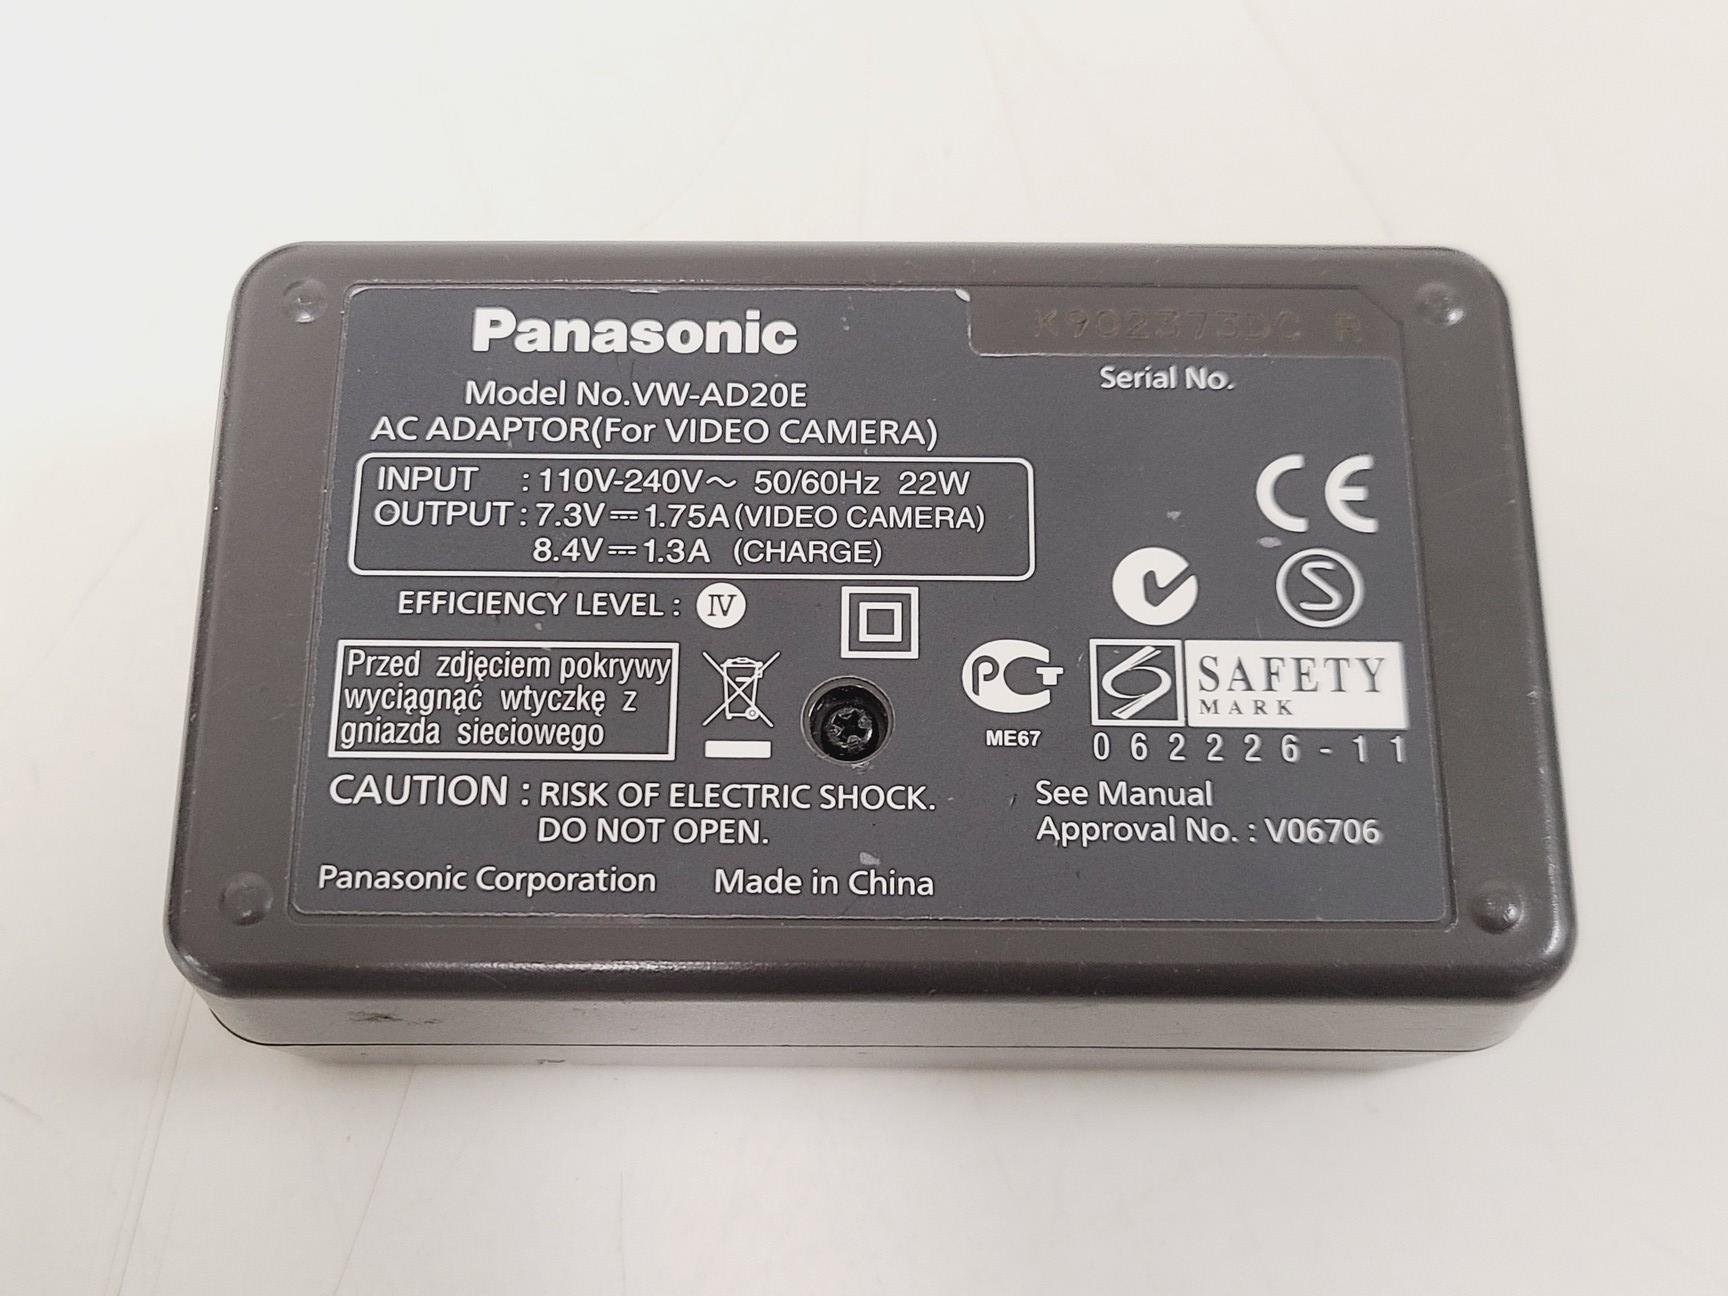 Panasonic
K902373DC R
Serial No.
Model No.VW-AD20E
AC ADAPTOR(For VIDEO CAMERA)
INPUT : 110V-240V～ 50/60Hz 22W
OUTPUT : 7.3V⎓1.75A (VIDEO CAMERA)
8.4V⎓1.3A (CHARGE)
CE
EFFICIENCY LEVEL : IV
S
Przed zdjęciem pokrywy
wyciągnąć wtyczkę z
gniazda sieciowego
PCT
ME67
SAFETY
MARK
062226-11
CAUTION : RISK OF ELECTRIC SHOCK.
DO NOT OPEN.
See Manual
Approval No. : V06706
Panasonic Corporation Made in China